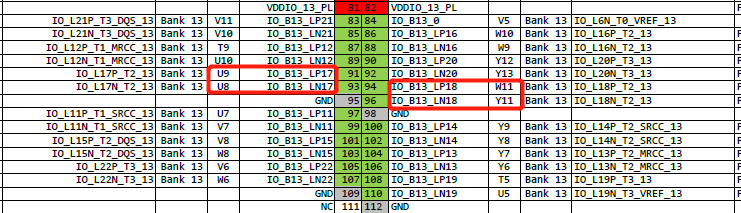 VDDIO_13_PL 81 82 VDDIO_13_PL
IO_L21P_T3_DQS_13 Bank 13 V11 IO_B13_LP21 83 84 IO_B13_0 V5 Bank 13 IO_L6N_T0_VREF_13
IO_L21N_T3_DQS_13 Bank 13 V10 IO_B13_LN21 85 86 IO_B13_LP16 W10 Bank 13 IO_L16P_T2_13
IO_L12P_T1_MRCC_13 Bank 13 T9 IO_B13_LP12 87 88 IO_B13_LN16 W9 Bank 13 IO_L16N_T2_13
IO_L12N_T1_MRCC_13 Bank 13 U10 IO_B13_LN12 89 90 IO_B13_LP20 Y12 Bank 13 IO_L20P_T3_13
IO_L17P_T2_13 Bank 13 U9 IO_B13_LP17 91 92 IO_B13_LN20 Y13 Bank 13 IO_L20N_T3_13
IO_L17N_T2_13 Bank 13 U8 IO_B13_LN17 93 94 IO_B13_LP18 W11 Bank 13 IO_L18P_T2_13
GND 95 96 IO_B13_LN18 Y11 Bank 13 IO_L18N_T2_13
IO_L11P_T1_SRCC_13 Bank 13 U7 IO_B13_LP11 97 98 GND
IO_L11N_T1_SRCC_13 Bank 13 V7 IO_B13_LN11 99 100 IO_B13_LP14 Y9 Bank 13 IO_L14P_T2_SRCC_13
IO_L15P_T2_DQS_13 Bank 13 V8 IO_B13_LP15 101 102 IO_B13_LN14 Y8 Bank 13 IO_L14N_T2_SRCC_13
IO_L15N_T2_DQS_13 Bank 13 W8 IO_B13_LN15 103 104 IO_B13_LP13 Y7 Bank 13 IO_L13P_T2_MRCC_13
IO_L22P_T3_13 Bank 13 V6 IO_B13_LP22 105 106 IO_B13_LN13 Y6 Bank 13 IO_L13N_T2_MRCC_13
IO_L22N_T3_13 Bank 13 W6 IO_B13_LN22 107 108 IO_B13_LP19 T5 Bank 13 IO_L19P_T3_13
GND 109 110 IO_B13_LN19 U5 Bank 13 IO_L19N_T3_VREF_13
NC 111 112 GND